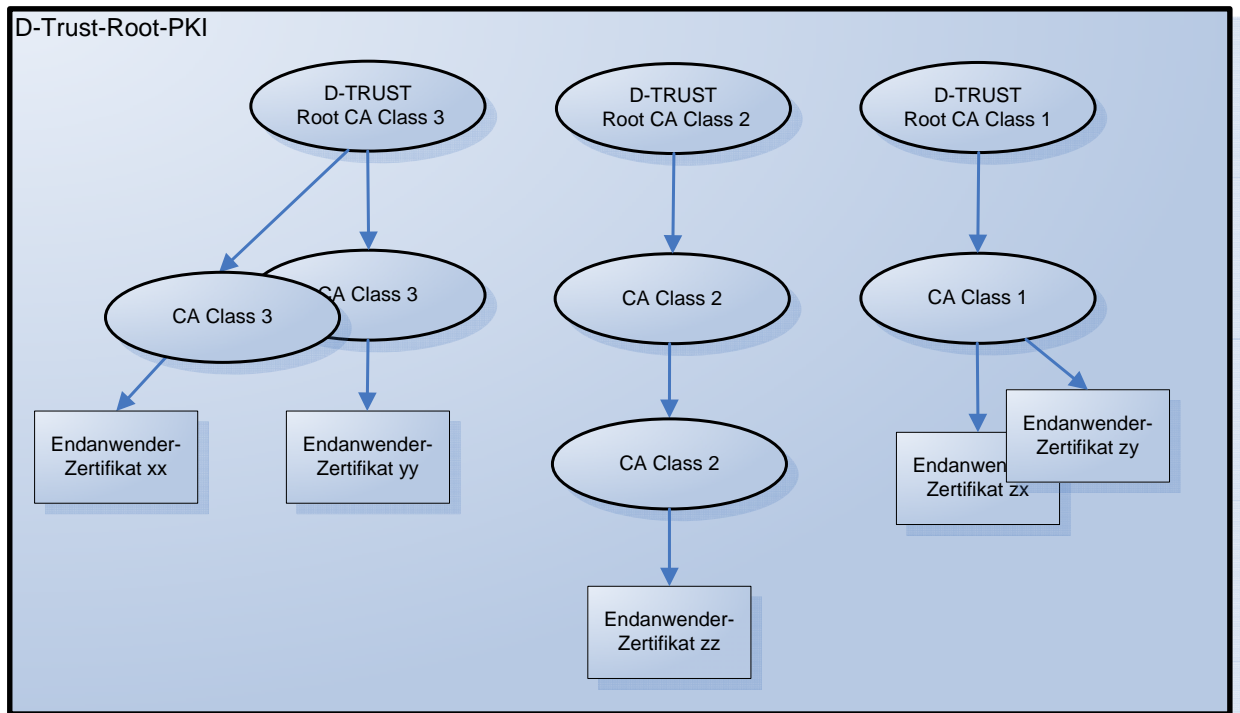 D-Trust-Root-PKI
D-TRUST
Root CA Class 3
D-TRUST
Root CA Class 2
D-TRUST
Root CA Class 1
CA Class 3
CA Class 3
CA Class 2
CA Class 1
Endanwender-
Zertifikat xx
Endanwender-
Zertifikat yy
CA Class 2
Endanwender-
Zertifikat zy
Endanwen
Zertifikat zx
Endanwender-
Zertifikat zz